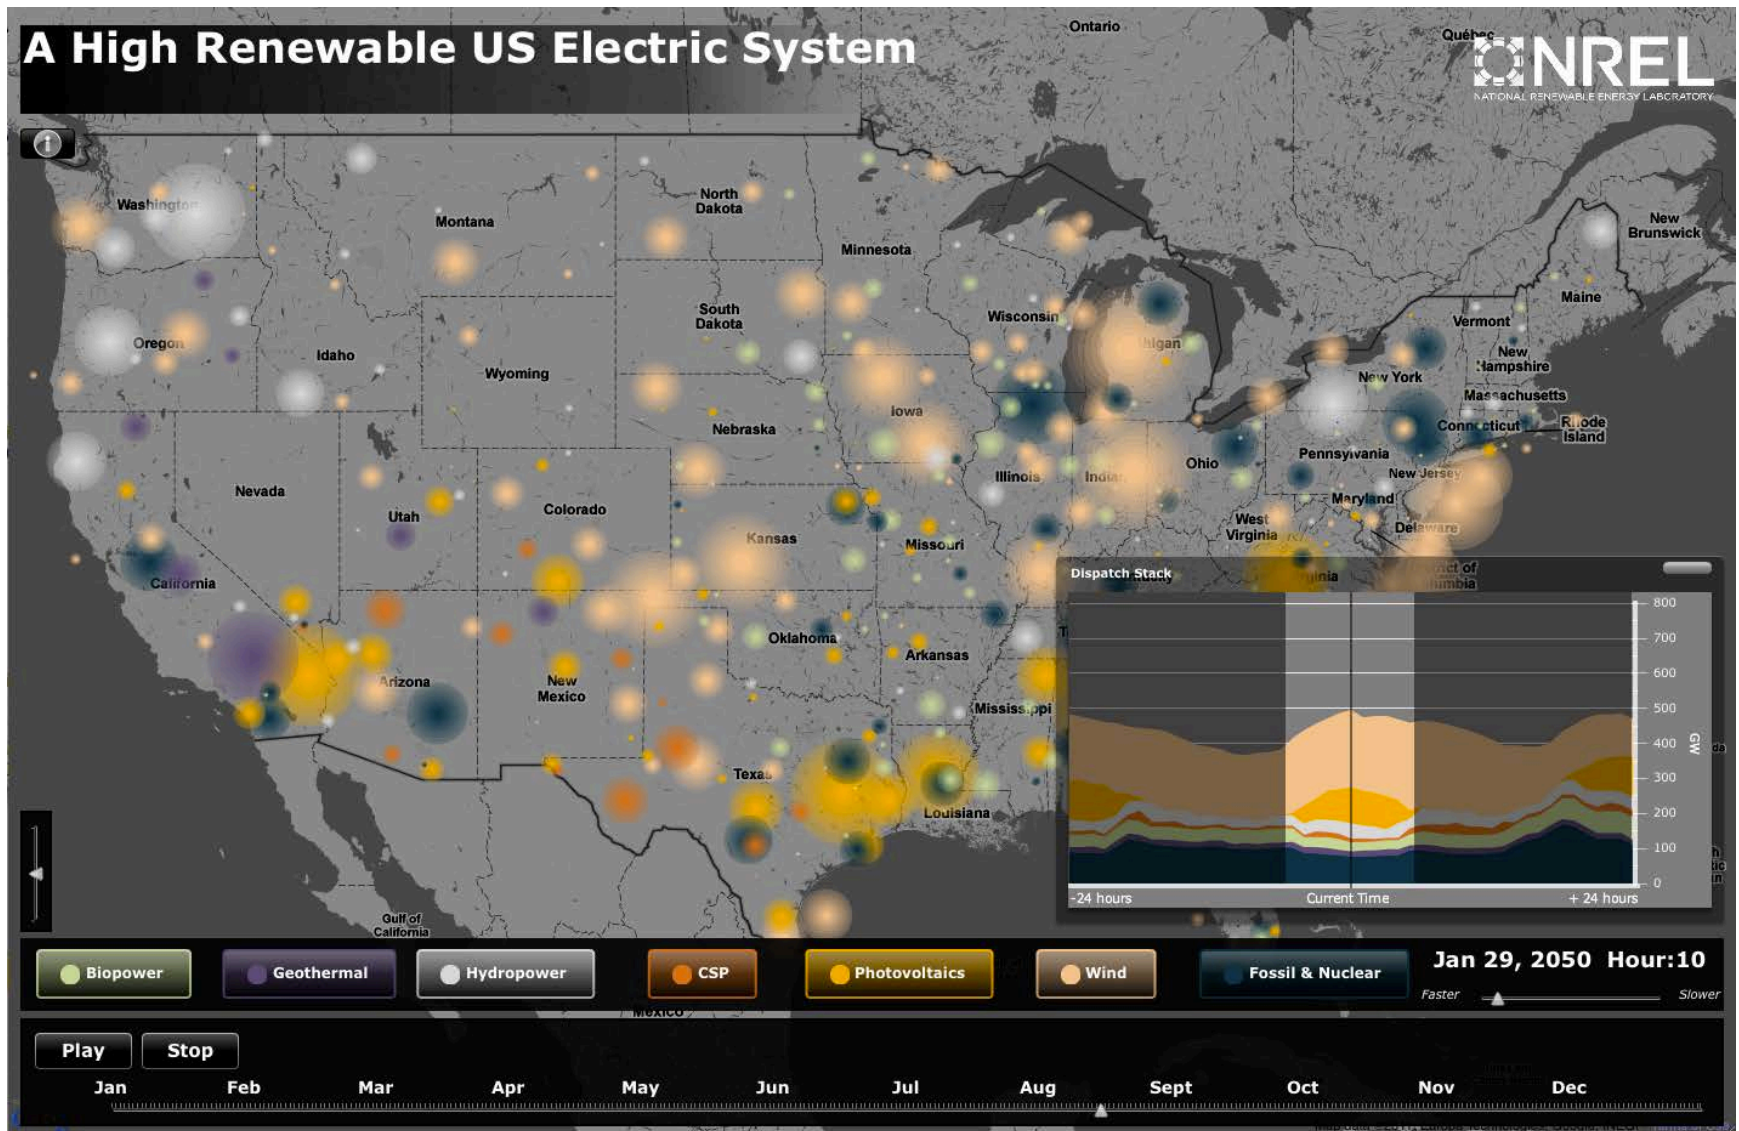 A High Renewable US Electric System
Ontario
NREL
NATIONAL RENEWABLE ENERGY LABORATORY
Washington
Montana
North
Dakota
Minnesota
New
Brunswick
Maine
Oregon
Idaho
Wyoming
South
Dakota
Wisconsin
Vermont
New
Hampshire
New York
Massachusetts
Connecticut
Rhode
Island
Iowa
Nebraska
Illinois
Ohio
Pennsylvania
New Jersey
Nevada
Utah
Colorado
Kansas
Missouri
West
Virginia
Maryland
Delaware
California
Arizona
New
Mexico
Oklahoma
Arkansas
Mississippi
Texas
Louisiana
Gulf of
California
Dispatch Stack
800
700
600
500
400
300
200
100
0
GW
-24 hours
Current Time
+ 24 hours
Biopower
Geothermal
Hydropower
CSP
Photovoltaics
Wind
Fossil & Nuclear
Jan 29, 2050 Hour:10
Faster
Slower
Mexico
Play
Stop
Jan
Feb
Mar
Apr
May
Jun
Jul
Aug
Sept
Oct
Nov
Dec